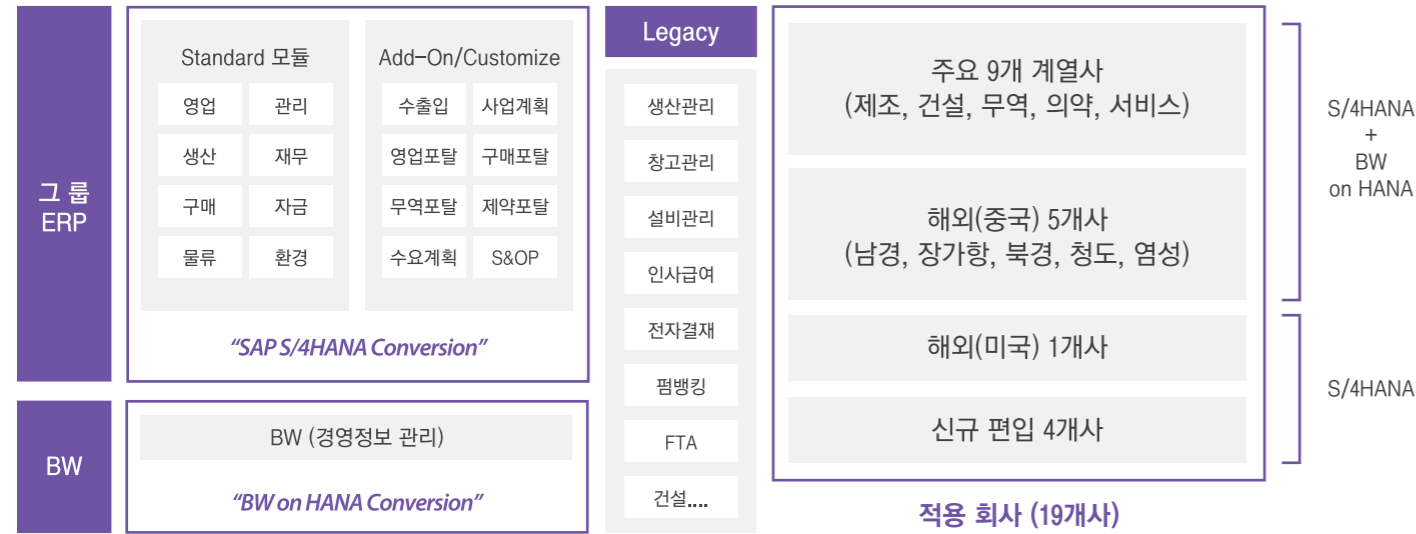 그 룹
ERP
Standard 모듈
영업 관리
생산 재무
구매 자금
물류 환경
Add-On/Customize
수출입 사업계획
영업포탈 구매포탈
무역포탈 제약포탈
수요계획 S&OP
“SAP S/4HANA Conversion”
BW
BW (경영정보 관리)
“BW on HANA Conversion”
Legacy
생산관리
창고관리
설비관리
인사급여
전자결재
펌뱅킹
FTA
건설....
주요 9개 계열사
(제조, 건설, 무역, 의약, 서비스)
해외(중국) 5개사
(남경, 장가항, 북경, 청도, 염성)
해외(미국) 1개사
신규 편입 4개사
적용 회사 (19개사)
S/4HANA
+
BW
on HANA
S/4HANA